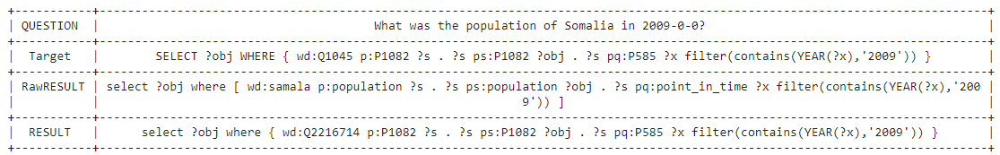 QUESTION What was the population of Somalia in 2009-0-0?
Target SELECT ?obj WHERE { wd:Q1045 p:P1082 ?s . ?s ps:P1082 ?obj . ?s pq:P585 ?x filter(contains(YEAR(?x),'2009')) }
RawRESULT select ?obj where [ wd:samala p:population ?s . ?s ps:population ?obj . ?s pq:point_in_time ?x filter(contains(YEAR(?x),'200
9')) ]
RESULT select ?obj where { wd:Q2216714 p:P1082 ?s . ?s ps:P1082 ?obj . ?s pq:P585 ?x filter(contains(YEAR(?x),'2009')) }